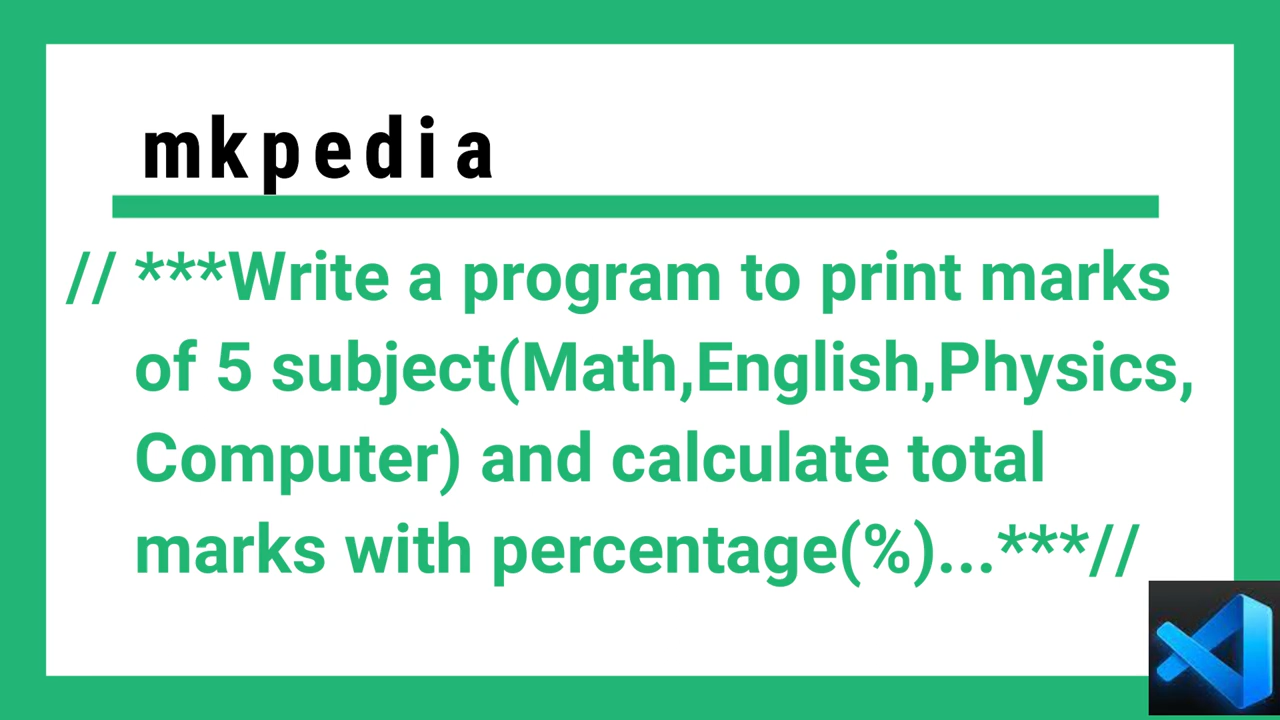 mkpedia
// ***Write a program to print marks
of 5 subject(Math,English,Physics,
Computer) and calculate total
marks with percentage(%)...***//